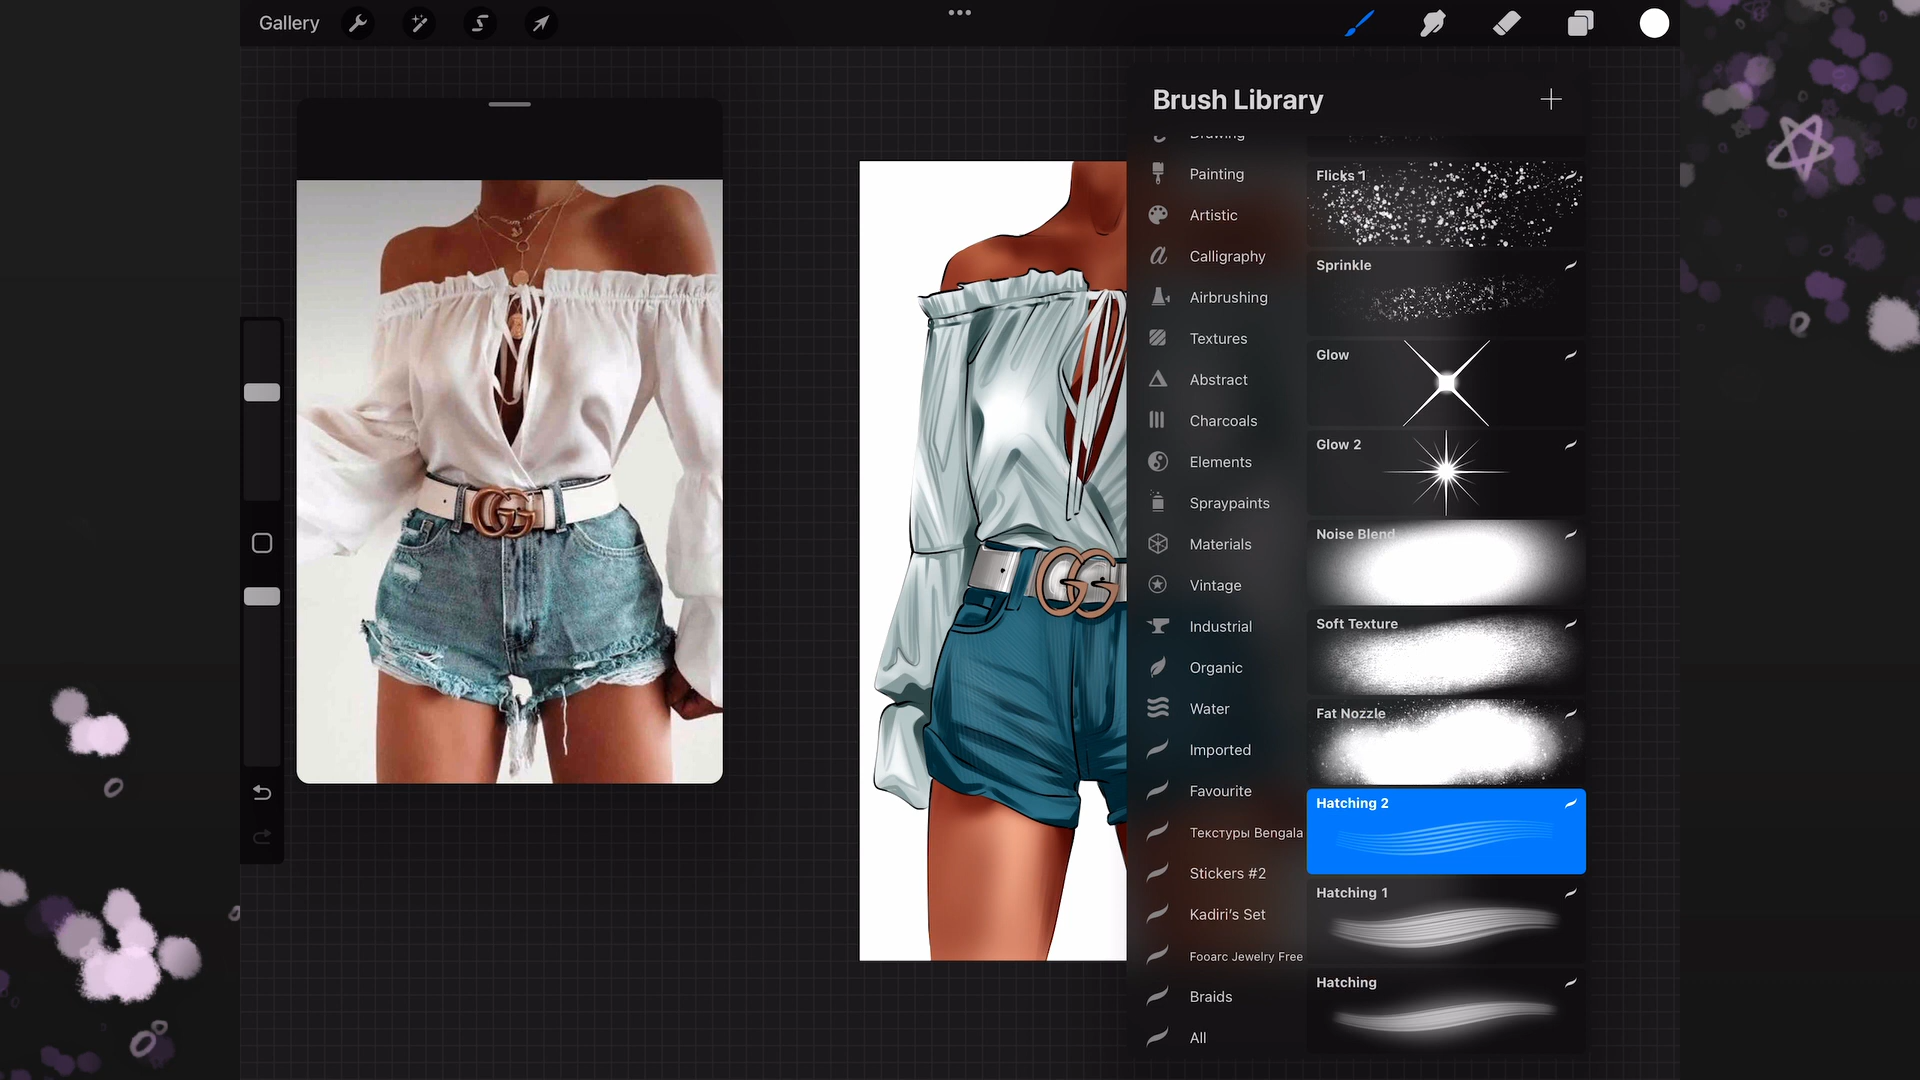 Gallery
Brush Library
Drawing
Painting
Artistic
Calligraphy
Airbrushing
Textures
Abstract
Charcoals
Elements
Spraypaints
Materials
Vintage
Industrial
Organic
Water
Imported
Favourite
Текстуры Bengala
Stickers #2
Kadiri's Set
Fooarc Jewelry Free
Braids
All
Flicks 1
Sprinkle
Glow
Glow 2
Noise Blend
Soft Texture
Fat Nozzle
Hatching 2
Hatching 1
Hatching